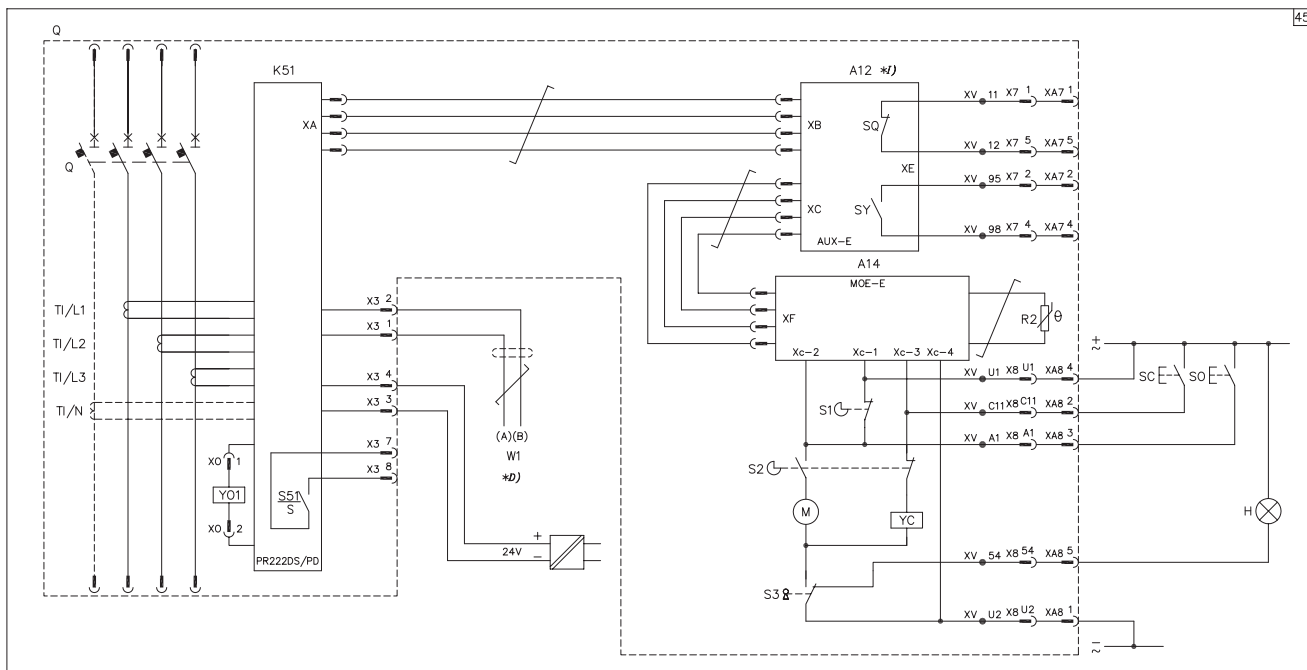 45
Q
K51
A12 *I)
XA
XB
SQ
XE
XC
SY
AUX-E
XV 11 X7 1 XA7 1
XV 12 X7 5 XA7 5
XV 95 X7 2 XA7 2
XV 98 X7 4 XA7 4
Q
A14
MOE-E
XF
R2 θ
Xc-2 Xc-1 Xc-3 Xc-4
TI/L1
TI/L2
TI/L3
TI/N
X3 2
X3 1
X3 4
X3 3
X3 7
X3 8
(A)(B)
W1
*D)
+
~
XV U1 X8 U1 XA8 4
XV C11 X8 C11 XA8 2
XV A1 X8 A1 XA8 3
SC
SO
S1
S2
M
YC
H
XO 1
YO1
XO 2
S51
S
PR222DS/PD
+
24V
−
XV 54 X8 54 XA8 5
S3
XV U2 X8 U2 XA8 1
−
~